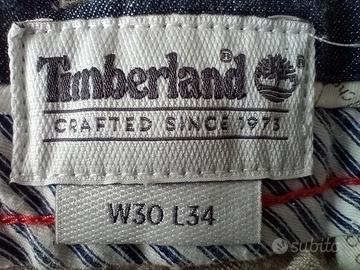 Timberland®
®
CRAFTED SINCE 1973
W30 L34
subito